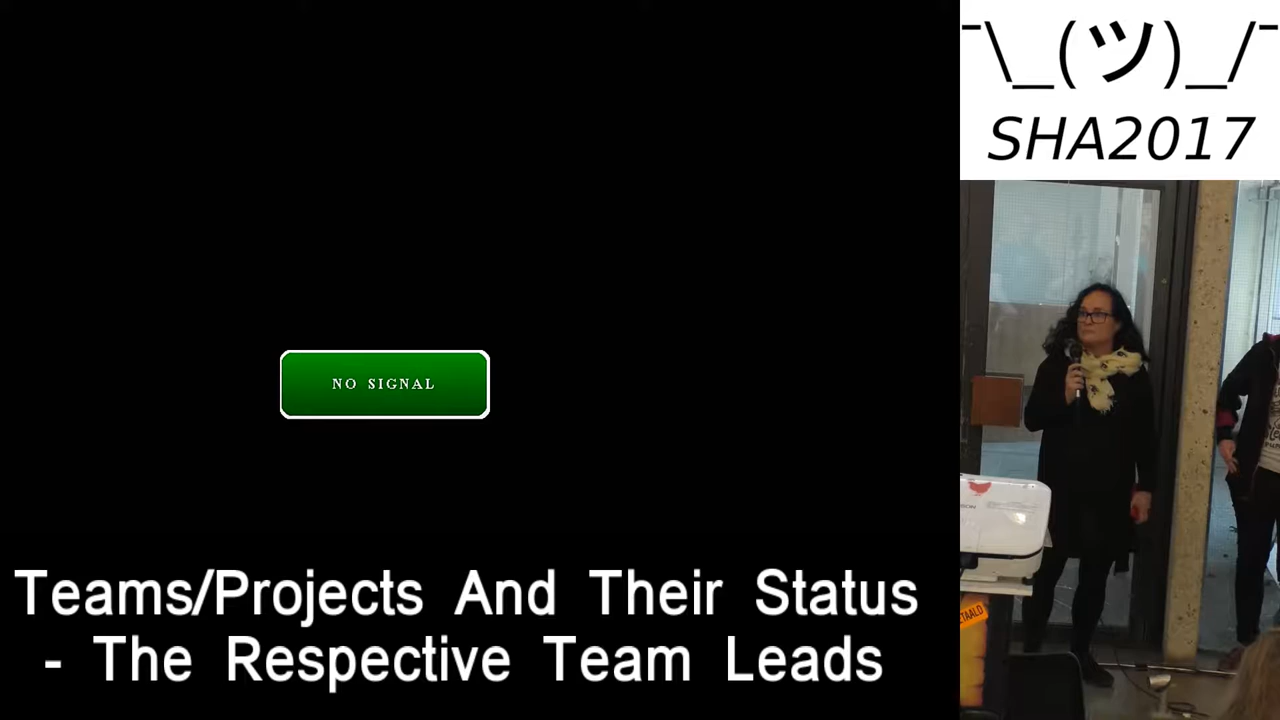 ¯\_(ツ)_/¯
SHA2017
NO SIGNAL
Teams/Projects And Their Status
- The Respective Team Leads